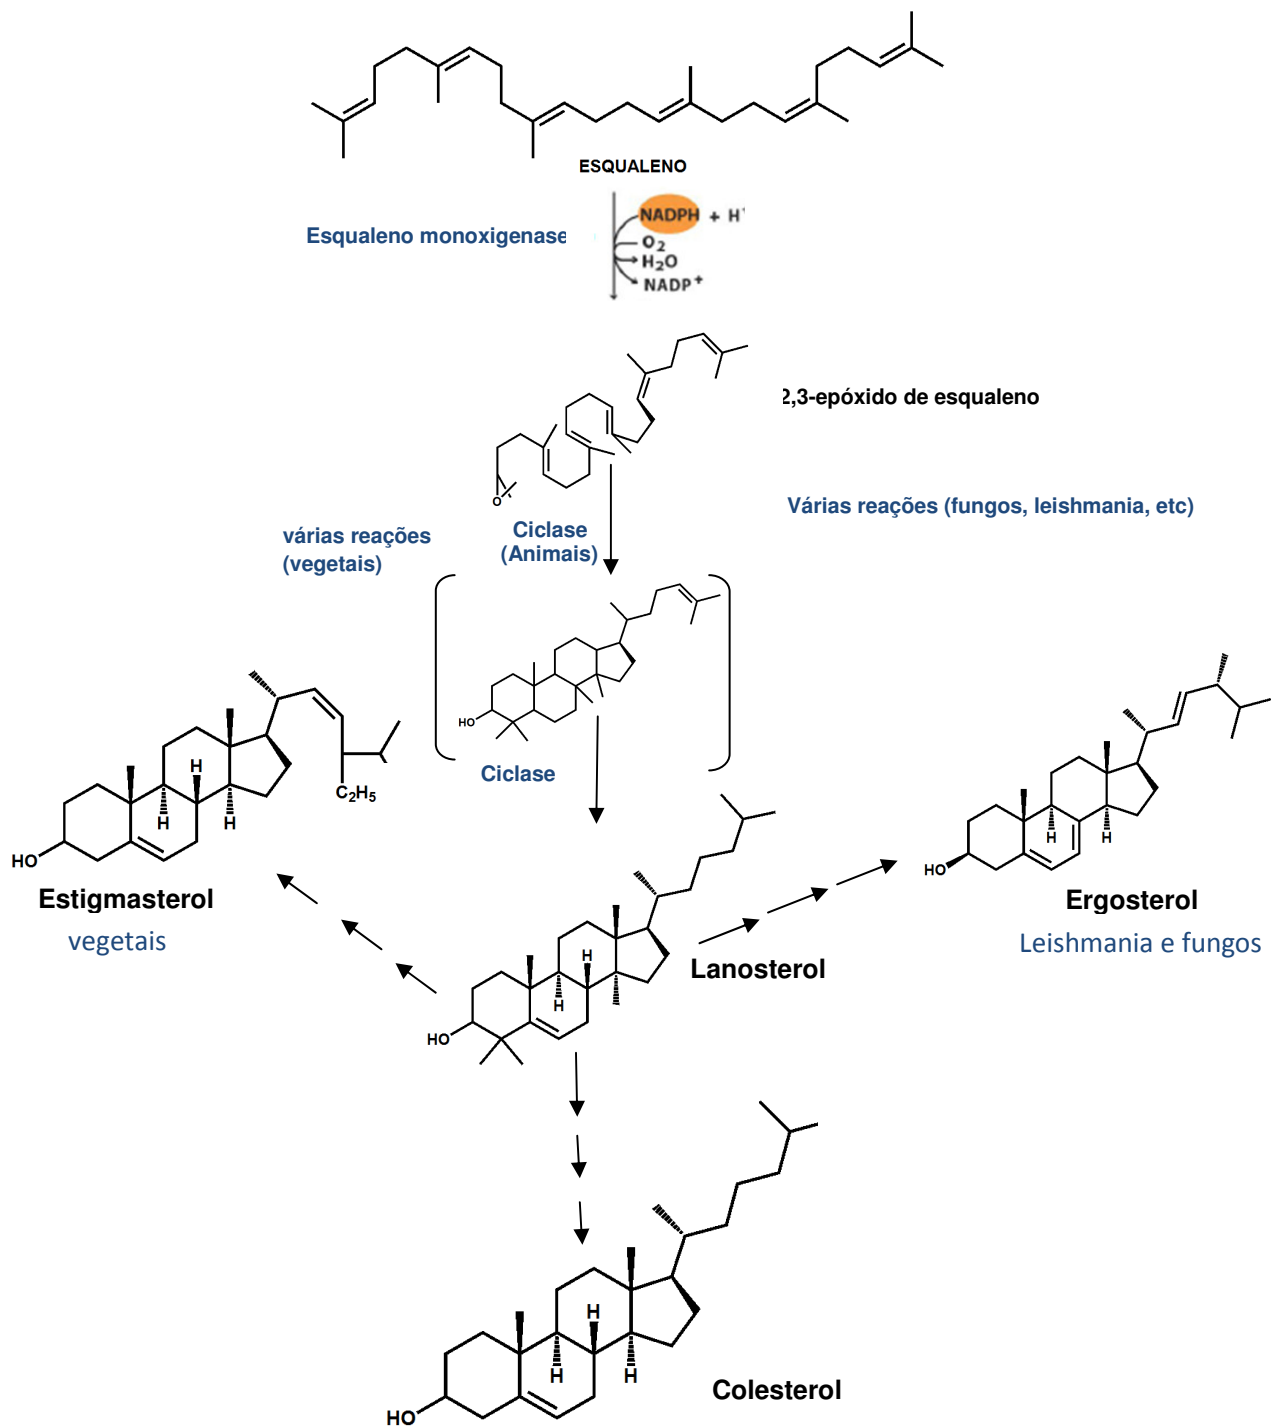 ESQUALENO
Esqualeno monoxigenase
NADPH + H⁺
O2
H2O
NADP+
2,3-epóxido de esqualeno
O
Várias reações (fungos, leishmania, etc)
várias reações
(vegetais)
Ciclase
(Animais)
HO
Ciclase
H
C2H5
H
H
HO
Estigmasterol
vegetais
H
H
HO
Ergosterol
Leishmania e fungos
H
H
HO
Lanosterol
H
H
H
HO
Colesterol